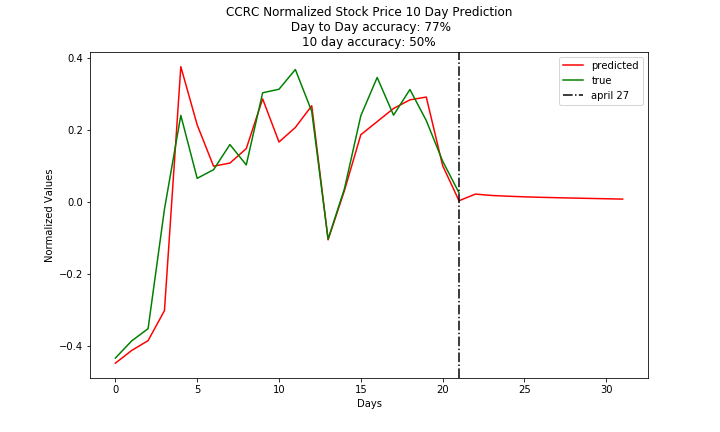 CCRC Normalized Stock Price 10 Day Prediction
Day to Day accuracy: 77%
10 day accuracy: 50%
predicted
true
april 27
Normalized Values
0.4
0.2
0.0
−0.2
−0.4
0 5 10 15 20 25 30
Days